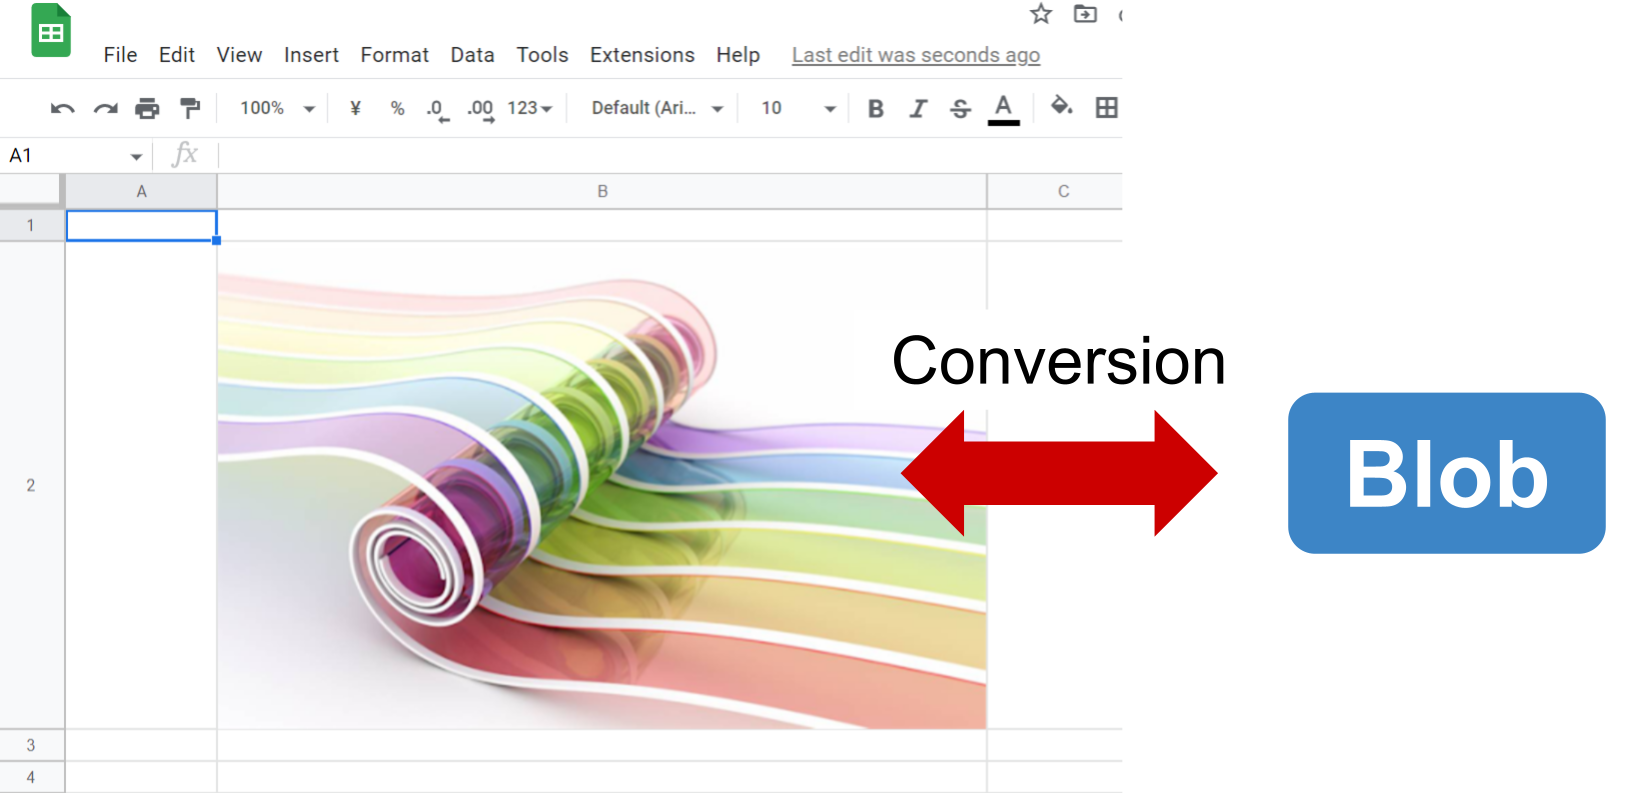 File Edit View Insert Format Data Tools Extensions Help Last edit was seconds ago
100% ¥ % .0 .00 123 Default (Ari... 10 B I S A
A1 fx
A B C
1
Conversion
Blob
2
3
4